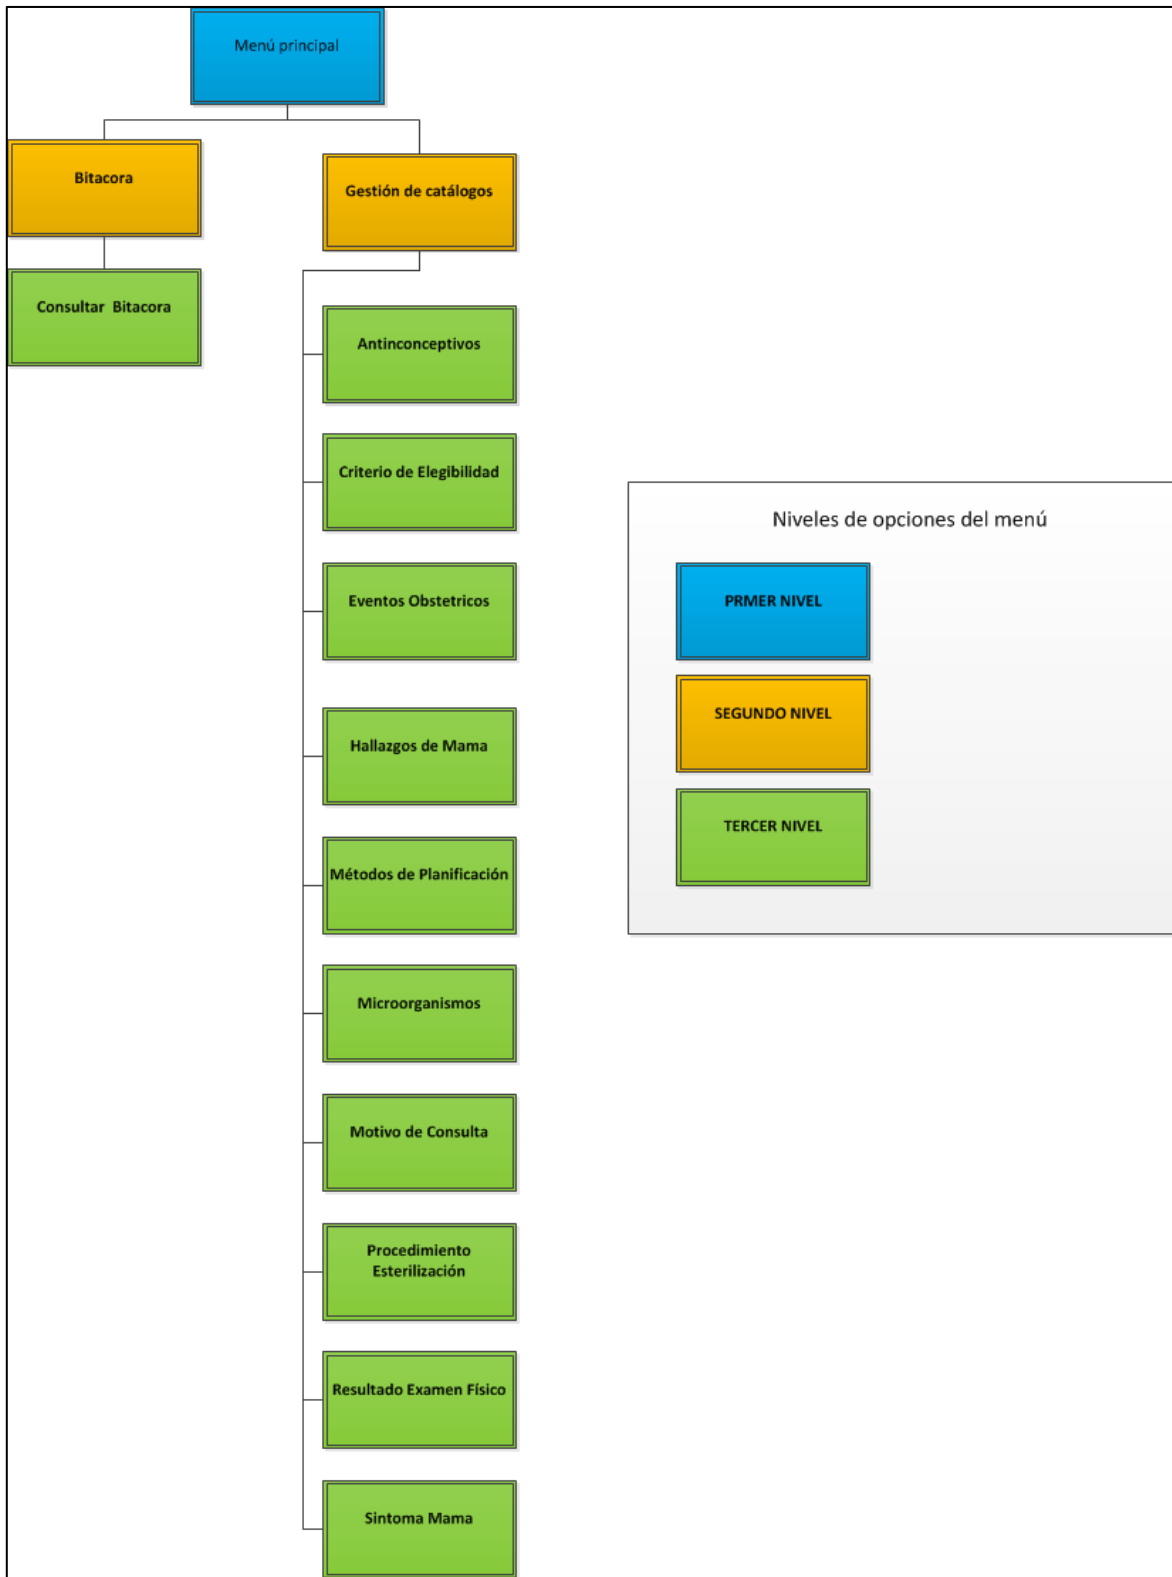 Menú principal
Bitacora
Gestión de catálogos
Consultar Bitacora
Antinconceptivos
Criterio de Elegibilidad
Eventos Obstetricos
Hallazgos de Mama
Métodos de Planificación
Microorganismos
Motivo de Consulta
Procedimiento
Esterilización
Resultado Examen Físico
Sintoma Mama
Niveles de opciones del menú
PRMER NIVEL
SEGUNDO NIVEL
TERCER NIVEL